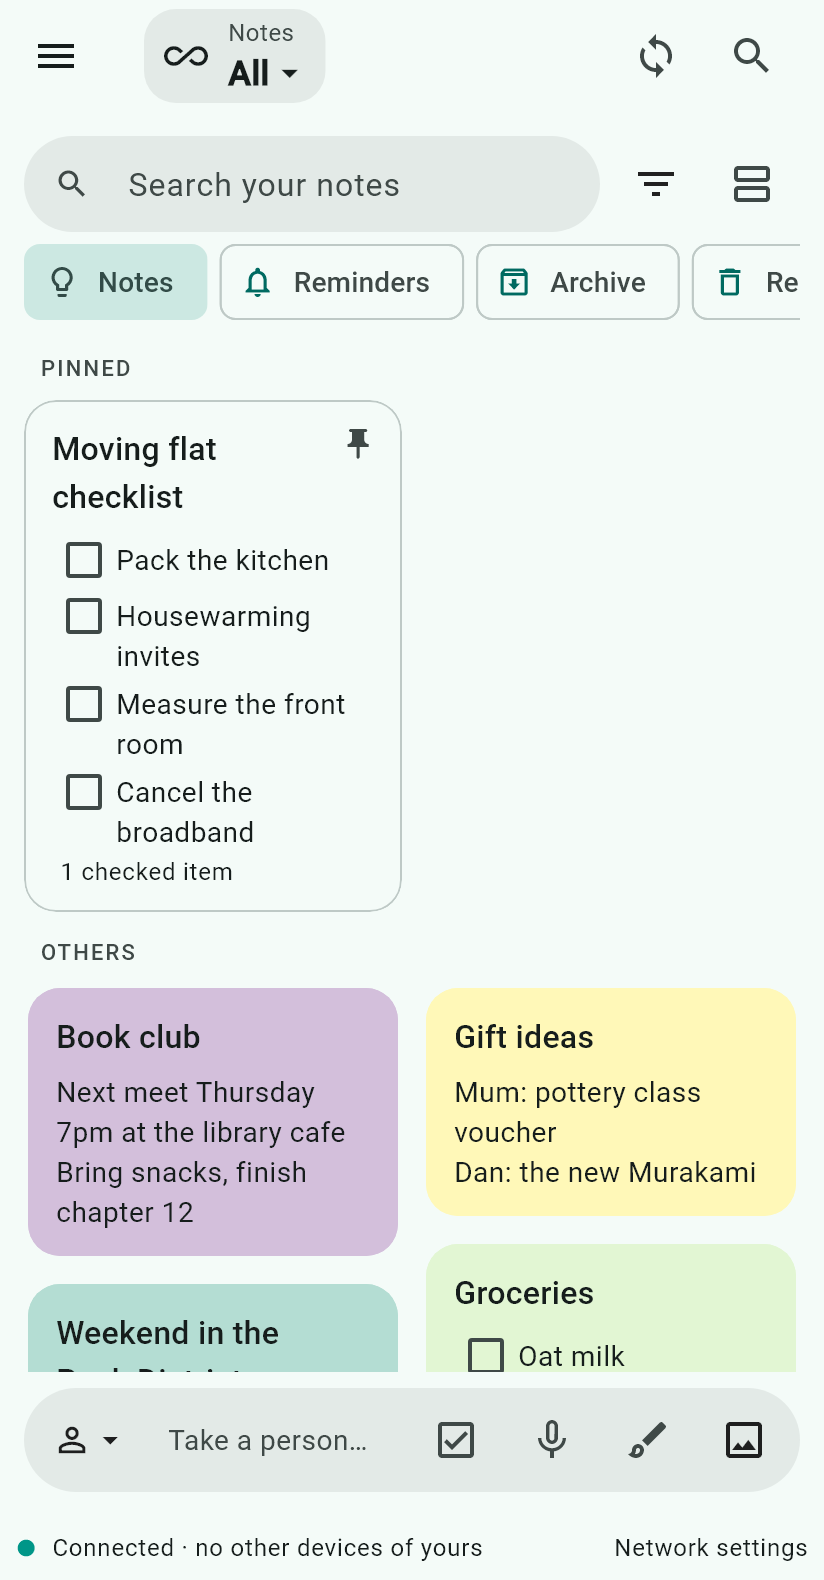 Notes
All
Search your notes
Notes
Reminders
Archive
Re
PINNED
Moving flat
checklist
Pack the kitchen
Housewarming
invites
Measure the front
room
Cancel the
broadband
1 checked item
OTHERS
Book club
Next meet Thursday
7pm at the library cafe
Bring snacks, finish
chapter 12
Gift ideas
Mum: pottery class
voucher
Dan: the new Murakami
Weekend in the
Groceries
Oat milk
Take a person…
Connected · no other devices of yours
Network settings